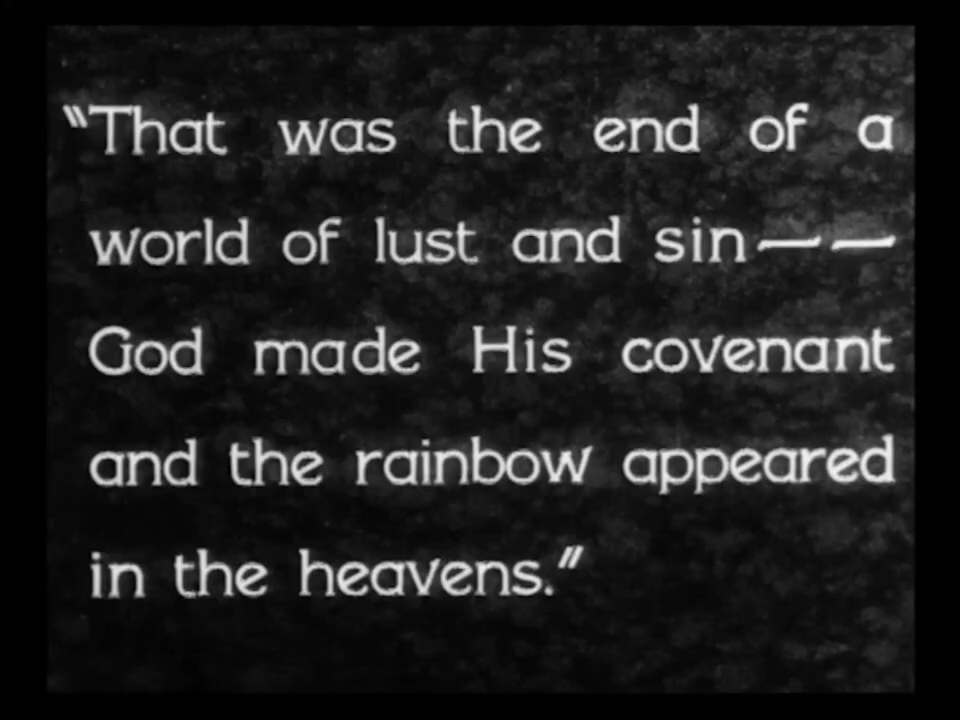 “That was the end of a
world of lust and sin——
God made His covenant
and the rainbow appeared
in the heavens.”